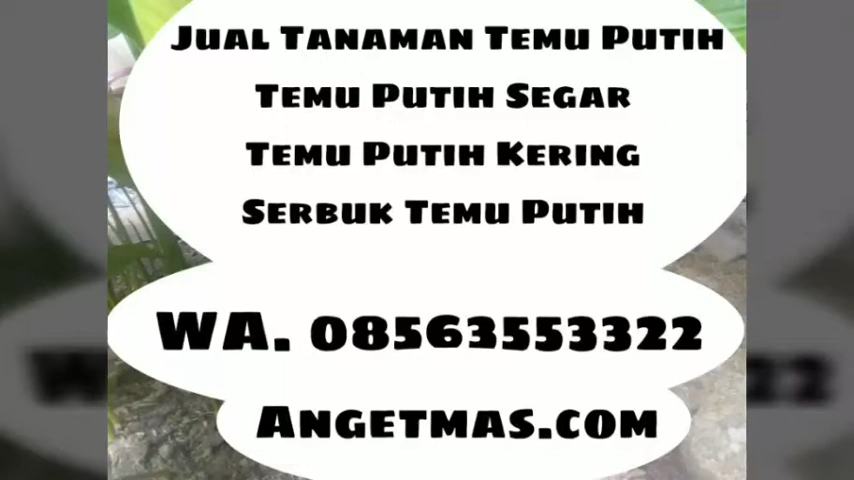 Jual Tanaman Temu Putih
Temu Putih Segar
Temu Putih Kering
Serbuk Temu Putih
WA. 08563553322
Angetmas.com